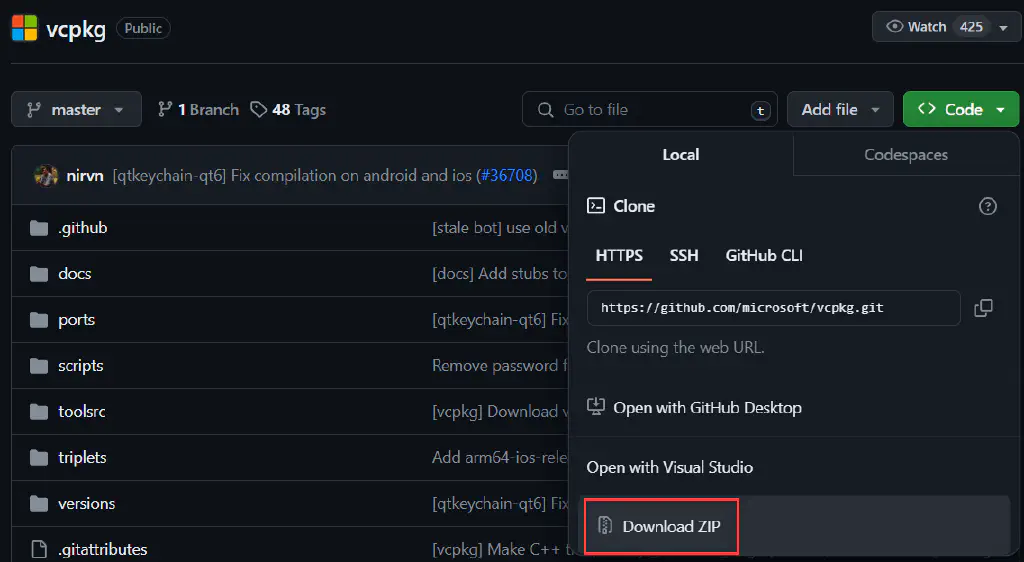 vcpkg Public Watch 425
master 1 Branch 48 Tags Go to file t Add file <> Code
nirvn [qtkeychain-qt6] Fix compilation on android and ios (#36708)
.github [stale bot] use old v
docs [docs] Add stubs to
ports [qtkeychain-qt6] Fix
scripts Remove password f
toolsrc [vcpkg] Download v
triplets Add arm64-ios-rele
versions [qtkeychain-qt6] Fix
.gitattributes [vcpkg] Make C++ t
Local Codespaces
Clone
HTTPS SSH GitHub CLI
https://github.com/microsoft/vcpkg.git
Clone using the web URL.
Open with GitHub Desktop
Open with Visual Studio
Download ZIP